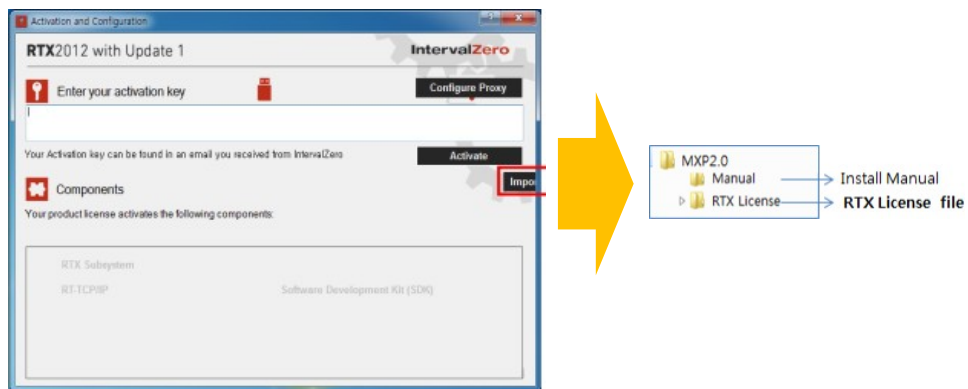 Activation and Configuration
RTX2012 with Update 1
IntervalZero
Enter your activation key
Configure Proxy
Your Activation key can be found in an email you received from IntervalZero
Activate
Impo
Components
Your product license activates the following components:
RTX Subsystem
RT-TCP/IP
Software Development Kit (SDK)
MXP2.0
Manual
Install Manual
RTX License
RTX License file